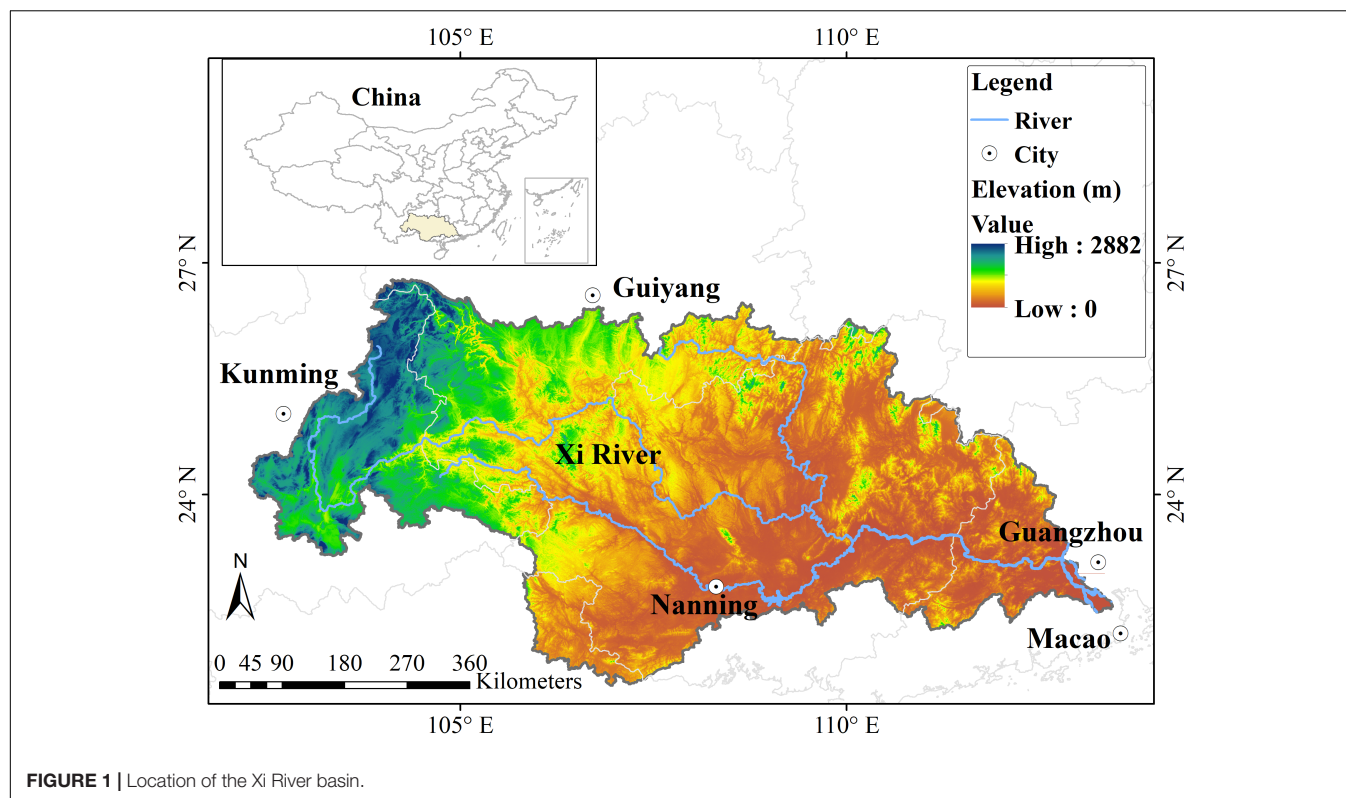 105° E 110° E
China
Legend
River
City
Elevation (m)
Value
High : 2882
Low : 0
27° N 27° N
Guiyang
Kunming
Xi River
24° N 24° N
Guangzhou
N
Nanning
Macao
0 45 90 180 270 360
Kilometers
105° E 110° E
FIGURE 1 | Location of the Xi River basin.